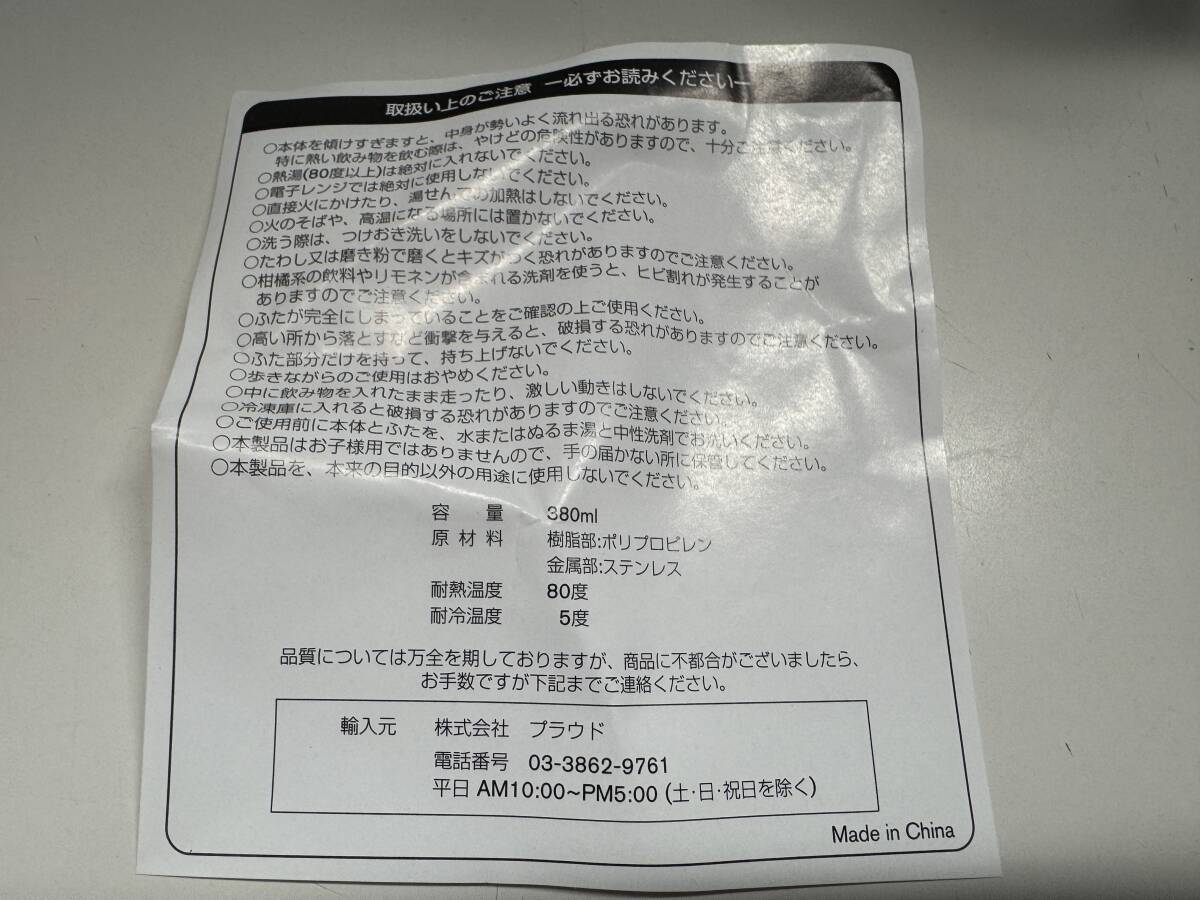 取扱い上のご注意 ー必ずお読みくださいー
○本体を傾けすぎますと、中身が勢いよく流れ出る恐れがあります。
特に熱い飲み物を飲む際は、やけどの危険性がありますので、十分ご注意ください。
○熱湯(80度以上)は絶対に入れないでください。
○電子レンジでは絶対に使用しないでください。
○直接火にかけたり、湯せんでの加熱はしないでください。
○火のそばや、高温になる場所には置かないでください。
○洗う際は、つけおき洗いをしないでください。
○たわし又は磨き粉で磨くとキズがつく恐れがありますのでご注意ください。
○柑橘系の飲料やリモネンが含まれる洗剤を使うと、ヒビ割れが発生することが
ありますのでご注意ください。
○ふたが完全にしまっていることをご確認の上ご使用ください。
○高い所から落とすなど衝撃を与えると、破損する恐れがありますのでご注意ください。
○ふた部分だけを持って、持ち上げないでください。
○歩きながらのご使用はおやめください。
○中に飲み物を入れたまま走ったり、激しい動きはしないでください。
○冷凍庫に入れると破損する恐れがありますのでご注意ください。
○ご使用前に本体とふたを、水またはぬるま湯と中性洗剤でお洗いください。
○本製品はお子様用ではありませんので、手の届かない所に保管してください。
○本製品を、本来の目的以外の用途に使用しないでください。
容量 380ml
原材料 樹脂部:ポリプロピレン
金属部:ステンレス
耐熱温度 80度
耐冷温度 5度
品質については万全を期しておりますが、商品に不都合がございましたら、
お手数ですが下記までご連絡ください。
輸入元 株式会社 プラウド
電話番号 03-3862-9761
平日 AM10:00~PM5:00 (土・日・祝日を除く)
Made in China